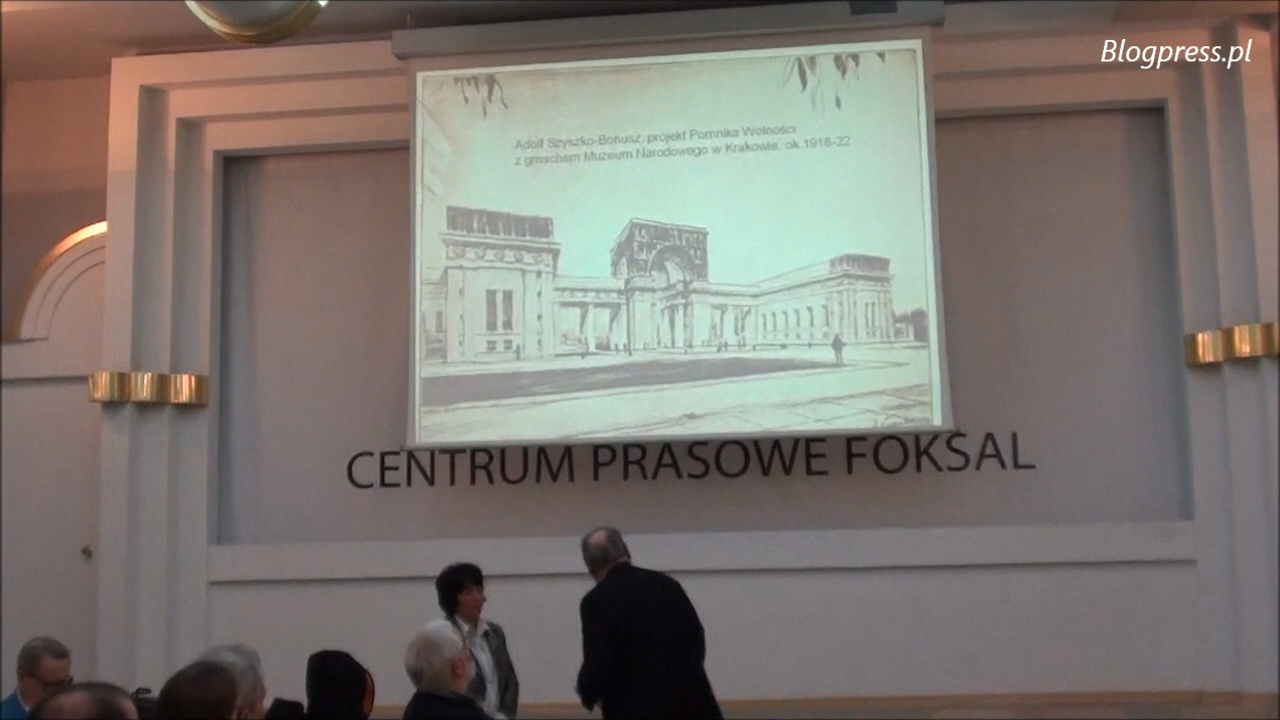 Blogpress.pl
Adolf Szyszko-Bohusz, projekt Pomnika Wolności
z gmachem Muzeum Narodowego w Krakowie, ok.1918-22
CENTRUM PRASOWE FOKSAL